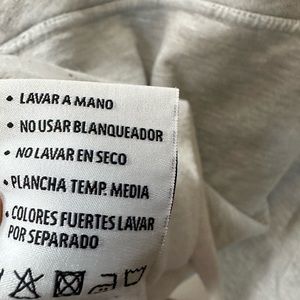 • LAVAR A MANO
• NO USAR BLANQUEADOR
• NO LAVAR EN SECO
• PLANCHA TEMP. MEDIA
• COLORES FUERTES LAVAR
POR SEPARADO